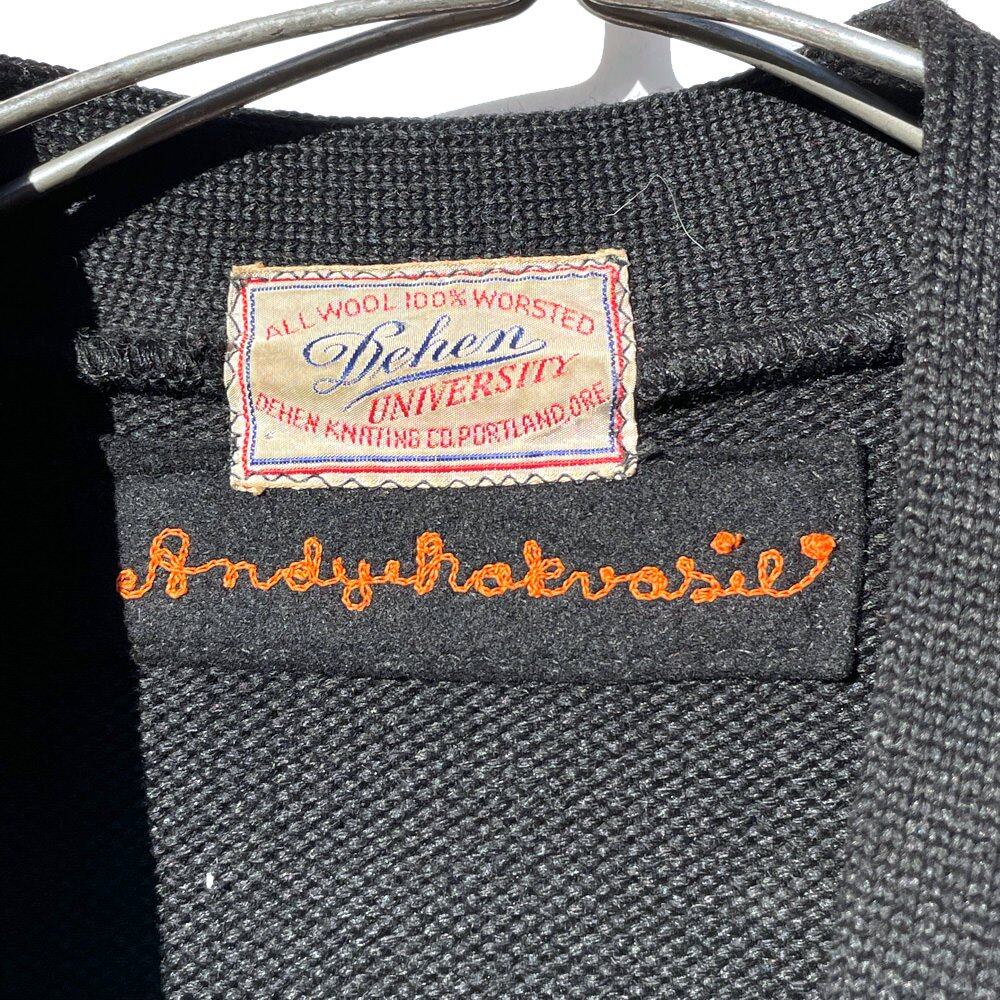 ALL WOOL 100% WORSTED
Dehen
UNIVERSITY
DEHEN KNITTING CO. PORTLAND, ORE.
Andy